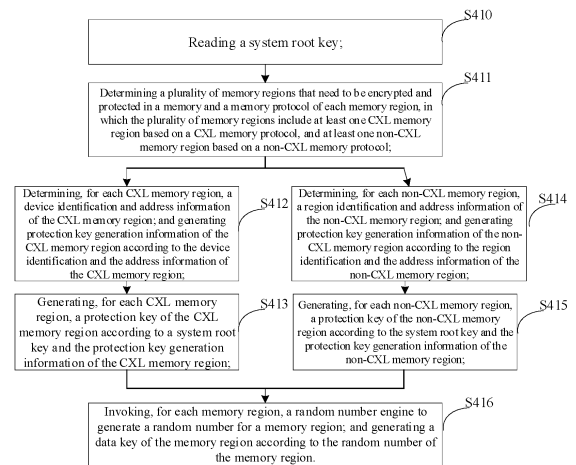 S410
Reading a system root key;
S411
Determining a plurality of memory regions that need to be encrypted and
protected in a memory and a memory protocol of each memory region, in
which the plurality of memory regions include at least one CXL memory
region based on a CXL memory protocol, and at least one non-CXL
memory region based on a non-CXL memory protocol;
S412
Determining, for each CXL memory region, a
device identification and address information
of the CXL memory region; and generating
protection key generation information of the
CXL memory region according to the device
identification and the address information of
the CXL memory region;
S414
Determining, for each non-CXL memory region,
a region identification and address information of
the non-CXL memory region; and generating
protection key generation information of the non-
CXL memory region according to the region
identification and the address information of the
non-CXL memory region;
S413
Generating, for each CXL memory
region, a protection key of the CXL
memory region according to a system root
key and the protection key generation
information of the CXL memory region;
S415
Generating, for each non-CXL memory region,
a protection key of the non-CXL memory
region according to the system root key and the
protection key generation information of the
non-CXL memory region;
S416
Invoking, for each memory region, a random number engine to
generate a random number for a memory region; and generating a
data key of the memory region according to the random number of
the memory region.